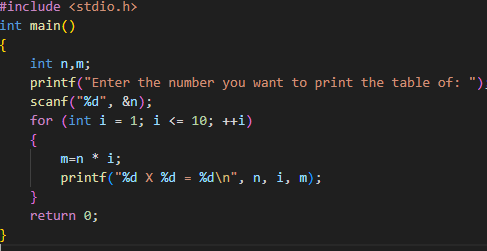 #include <stdio.h>
int main()
{
    int n,m;
    printf("Enter the number you want to print the table of: ")
    scanf("%d", &n);
    for (int i = 1; i <= 10; ++i)
    {
        m=n * i;
        printf("%d X %d = %d\n", n, i, m);
    }
    return 0;
}